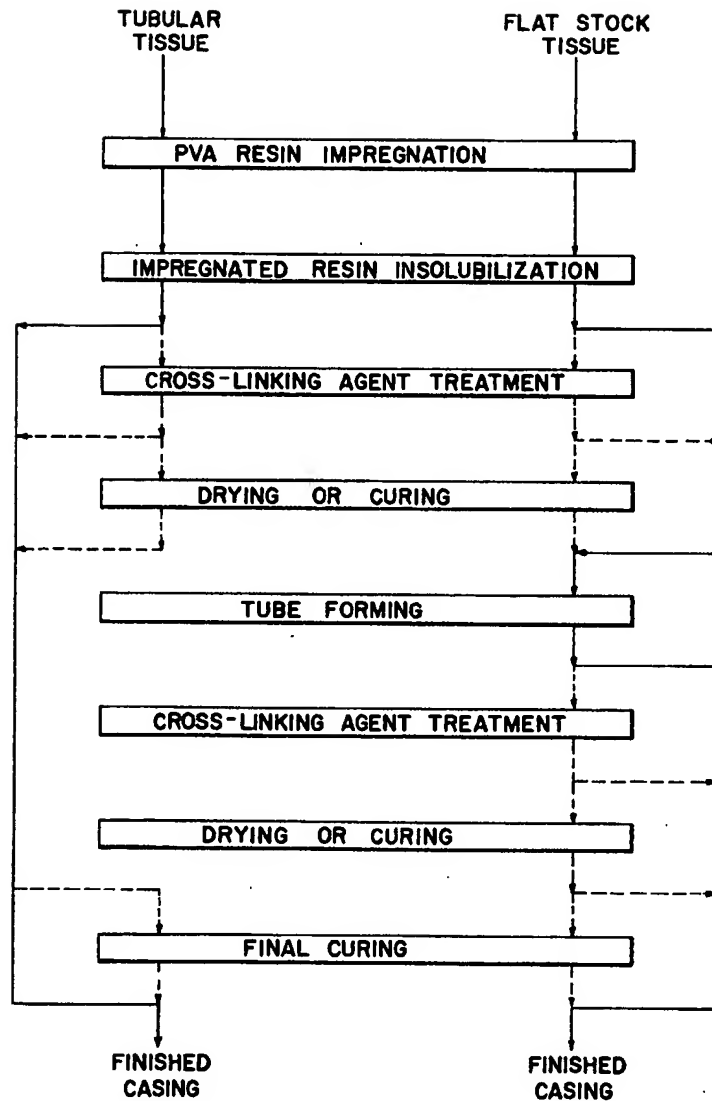 TUBULAR
TISSUE
FLAT STOCK
TISSUE
PVA RESIN IMPREGNATION
IMPREGNATED RESIN INSOLUBILIZATION
CROSS-LINKING AGENT TREATMENT
DRYING OR CURING
TUBE FORMING
CROSS-LINKING AGENT TREATMENT
DRYING OR CURING
FINAL CURING
FINISHED
CASING
FINISHED
CASING